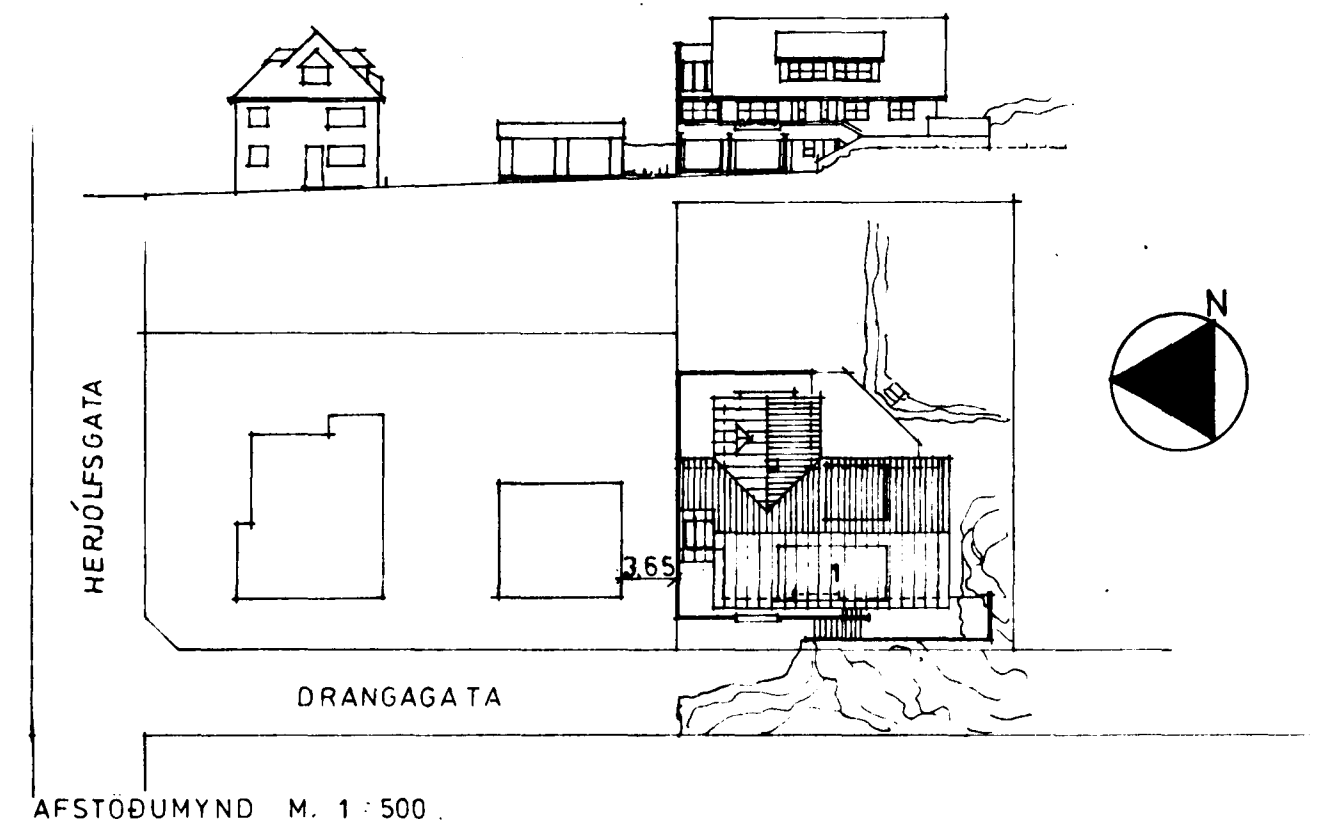 N
HERJÓLFSGATA
3.65
1
DRANGAGATA
AFSTÖÐUMYND M. 1 : 500